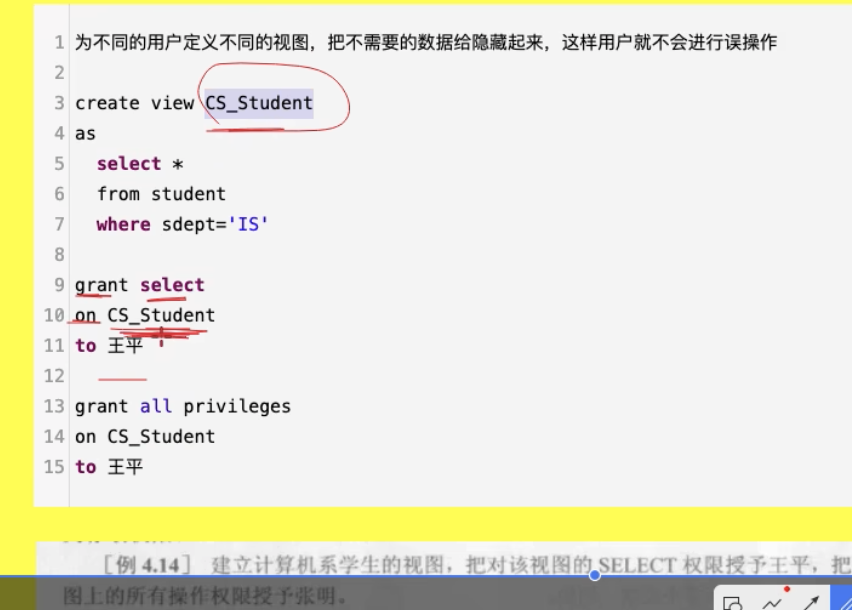 1 为不同的用户定义不同的视图，把不需要的数据给隐藏起来，这样用户就不会进行误操作
2
3 create view CS_Student
4 as
5 select *
6 from student
7 where sdept='IS'
8
9 grant select
10 on CS_Student
11 to 王平
12
13 grant all privileges
14 on CS_Student
15 to 王平
［例 4.14］ 建立计算机系学生的视图，把对该视图的 SELECT 权限授予王平，把
图上的所有操作权限授予张明。